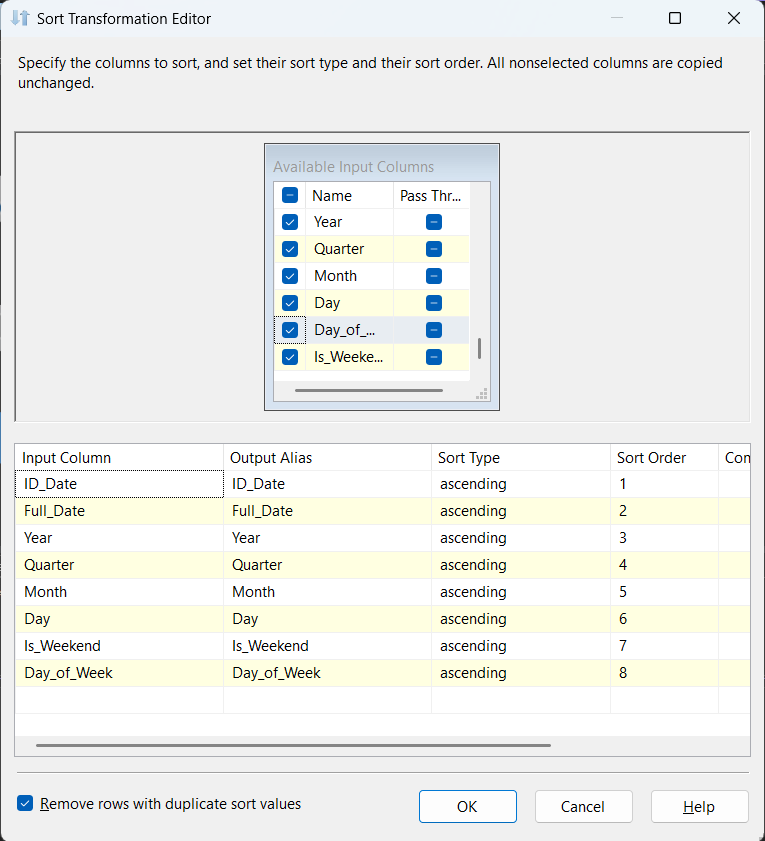 Sort Transformation Editor
Specify the columns to sort, and set their sort type and their sort order. All nonselected columns are copied
unchanged.
Available Input Columns
Name Pass Thr...
Year
Quarter
Month
Day
Day_of_...
Is_Weeke...
Input Column Output Alias Sort Type Sort Order Con
ID_Date ID_Date ascending 1
Full_Date Full_Date ascending 2
Year Year ascending 3
Quarter Quarter ascending 4
Month Month ascending 5
Day Day ascending 6
Is_Weekend Is_Weekend ascending 7
Day_of_Week Day_of_Week ascending 8
Remove rows with duplicate sort values OK Cancel Help